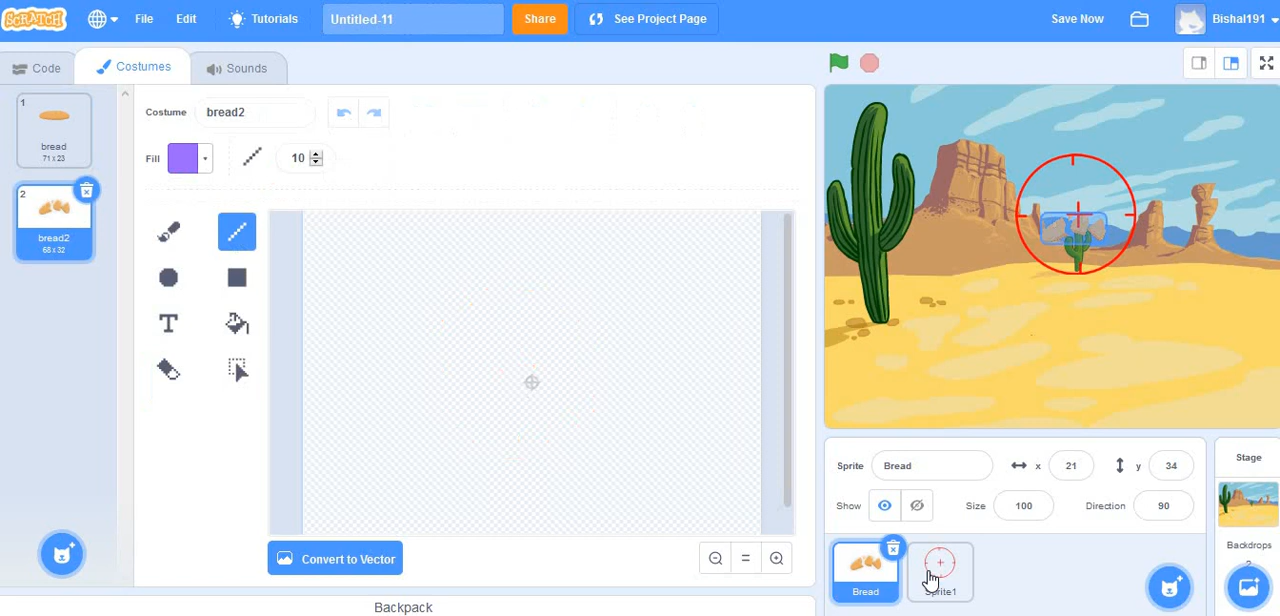 SCRATCH File Edit Tutorials Untitled-11 Share See Project Page Save Now Bishal191
Code Costumes Sounds
1
bread
71 x 23
2
bread2
68 x 32
Costume bread2
Fill 10
T
Convert to Vector
Backpack
Sprite Bread x 21 y 34
Show Size 100 Direction 90
Bread
Sprite1
Stage
Backdrops
2